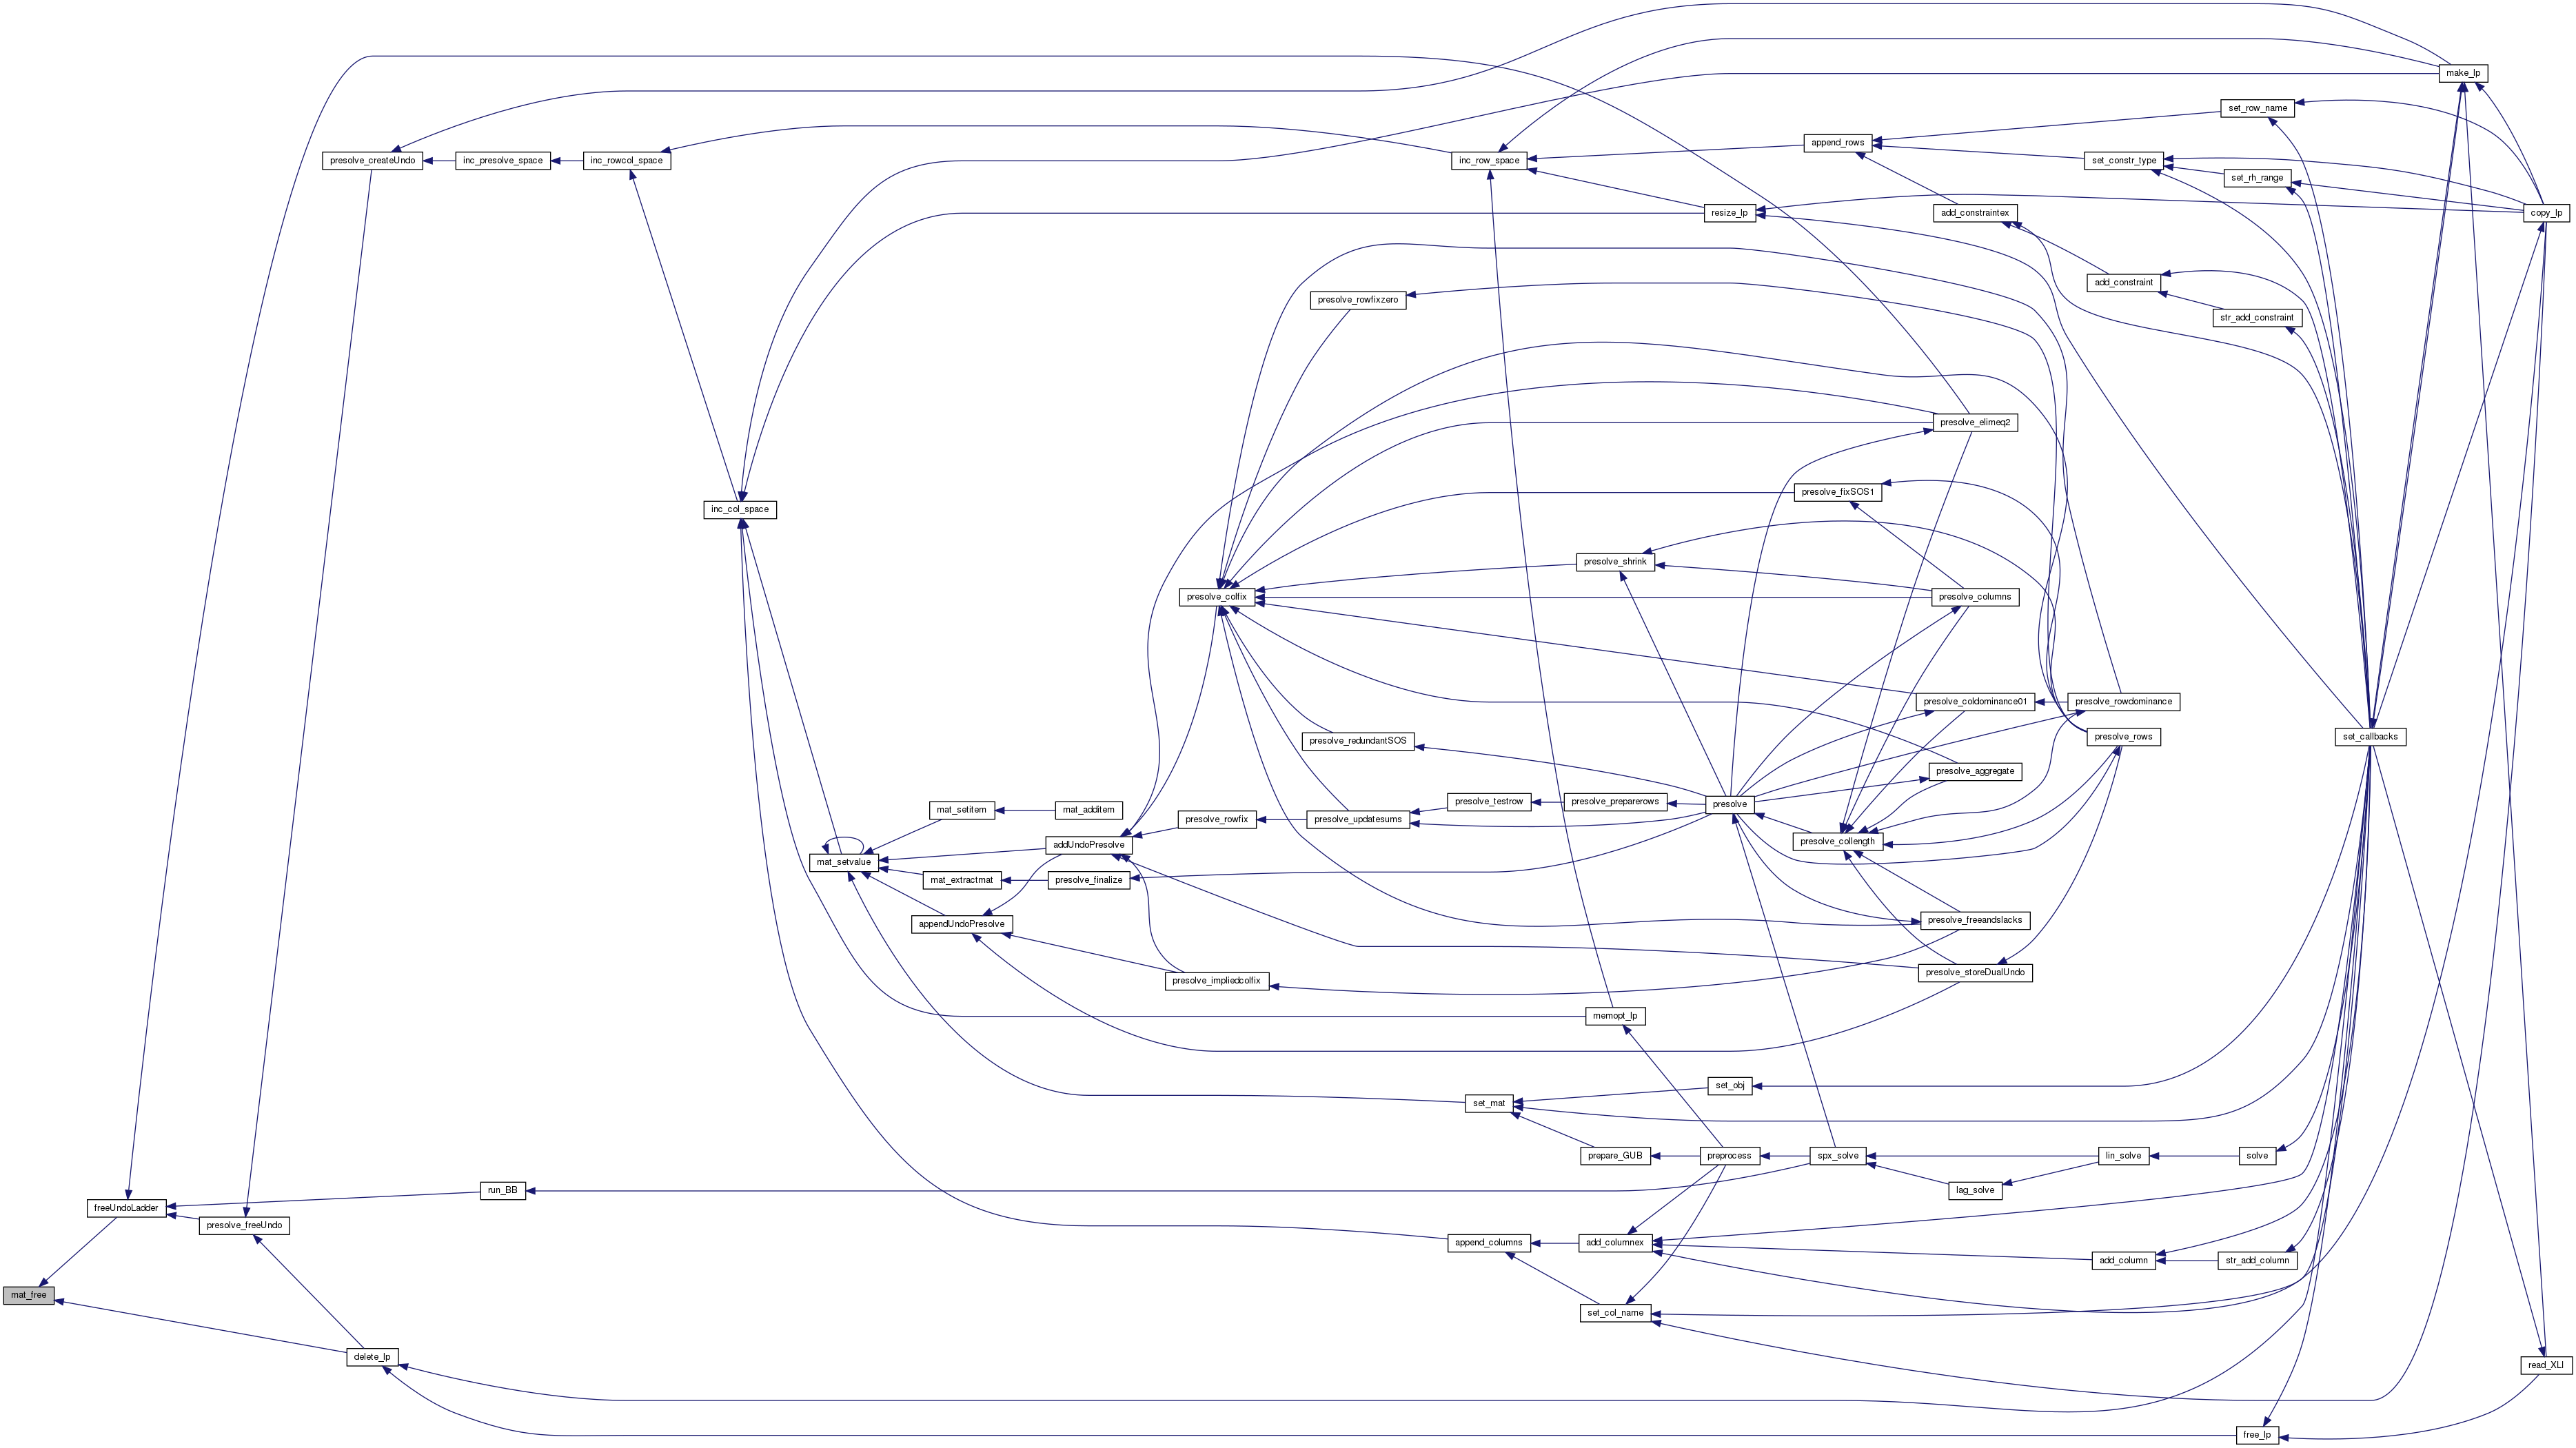 make_lp
set_row_name
append_rows
presolve_createUndo
inc_presolve_space
inc_rowcol_space
inc_row_space
set_constr_type
set_rh_range
resize_lp
add_constraintex
copy_lp
add_constraint
presolve_rowfixzero
str_add_constraint
presolve_elimeq2
presolve_fixSOS1
inc_col_space
presolve_shrink
presolve_colfix
presolve_columns
presolve_coldominance01
presolve_rowdominance
presolve_redundantSOS
presolve_rows
set_callbacks
presolve_aggregate
mat_setitem
mat_additem
presolve_testrow
presolve_preparerows
presolve
presolve_rowfix
presolve_updatesums
addUndoPresolve
presolve_collength
mat_setvalue
mat_extractmat
presolve_finalize
appendUndoPresolve
presolve_freeandslacks
presolve_impliedcolfix
presolve_storeDualUndo
memopt_lp
set_obj
set_mat
prepare_GUB
preprocess
spx_solve
lin_solve
solve
run_BB
lag_solve
freeUndoLadder
presolve_freeUndo
append_columns
add_columnex
add_column
str_add_column
mat_free
set_col_name
delete_lp
read_XLI
free_lp